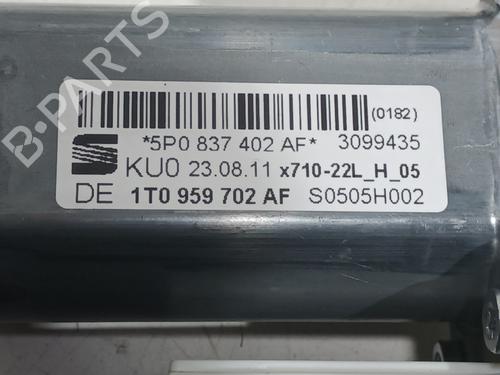 B-PARTS
(0182)
*5P0 837 402 AF* 3099435
KU0 23.08.11 x710-22L_H_05
DE 1T0 959 702 AF S0505H002